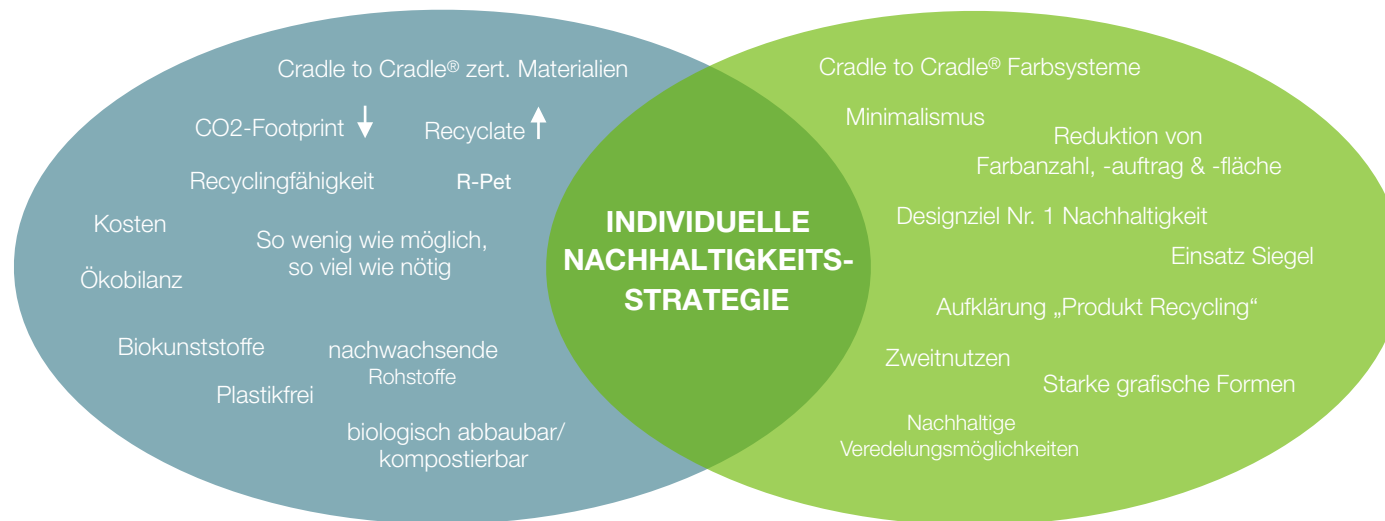 Cradle to Cradle® zert. Materialien
CO2-Footprint
Recyclate
Recyclingfähigkeit
R-Pet
Kosten
So wenig wie möglich,
so viel wie nötig
Ökobilanz
Biokunststoffe
nachwachsende
Rohstoffe
Plastikfrei
biologisch abbaubar/
kompostierbar
INDIVIDUELLE
NACHHALTIGKEITS-
STRATEGIE
Cradle to Cradle® Farbsysteme
Minimalismus
Reduktion von
Farbanzahl, -auftrag & -fläche
Designziel Nr. 1 Nachhaltigkeit
Einsatz Siegel
Aufklärung „Produkt Recycling“
Zweitnutzen
Starke grafische Formen
Nachhaltige
Veredelungsmöglichkeiten